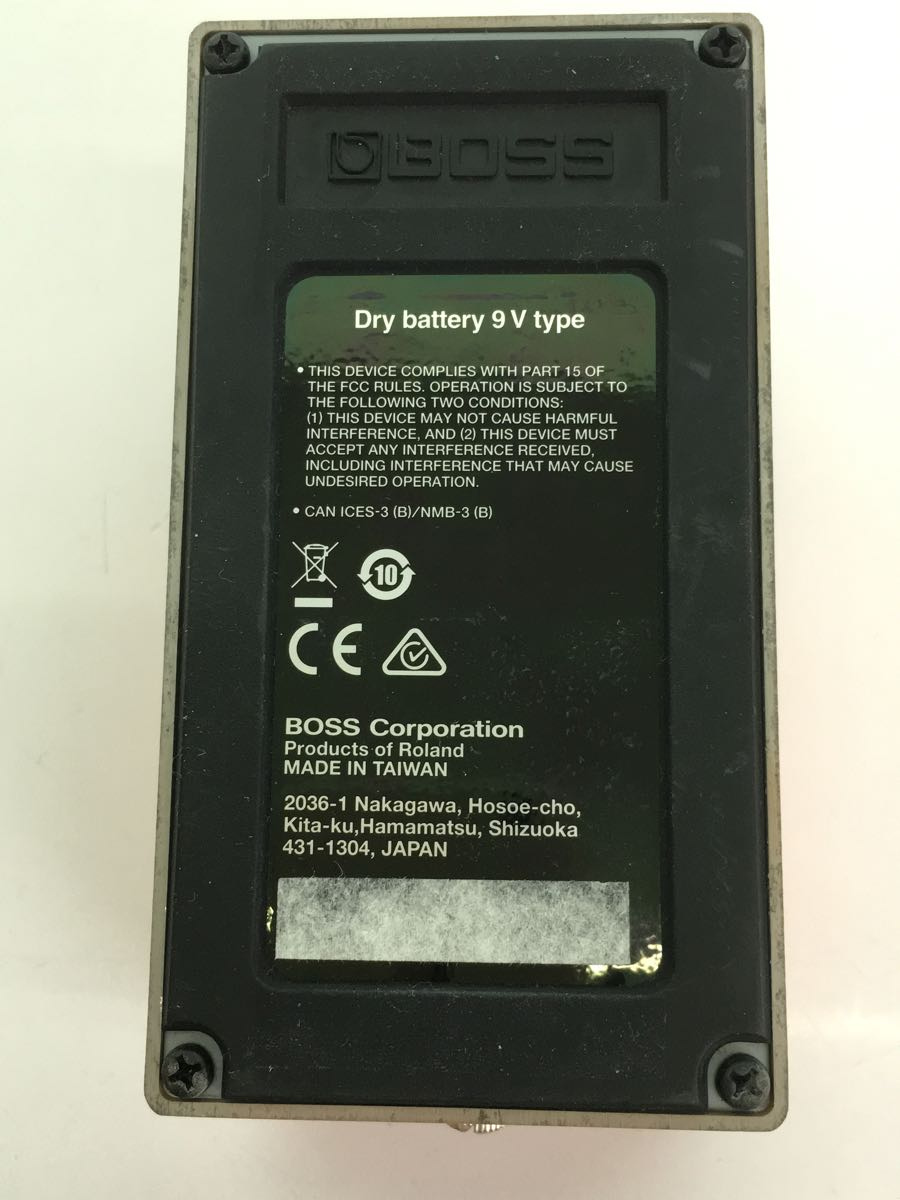 BOSS
Dry battery 9 V type
• THIS DEVICE COMPLIES WITH PART 15 OF
THE FCC RULES. OPERATION IS SUBJECT TO
THE FOLLOWING TWO CONDITIONS:
(1) THIS DEVICE MAY NOT CAUSE HARMFUL
INTERFERENCE, AND (2) THIS DEVICE MUST
ACCEPT ANY INTERFERENCE RECEIVED,
INCLUDING INTERFERENCE THAT MAY CAUSE
UNDESIRED OPERATION.
• CAN ICES-3 (B)/NMB-3 (B)
10
CE
BOSS Corporation
Products of Roland
MADE IN TAIWAN
2036-1 Nakagawa, Hosoe-cho,
Kita-ku,Hamamatsu, Shizuoka
431-1304, JAPAN